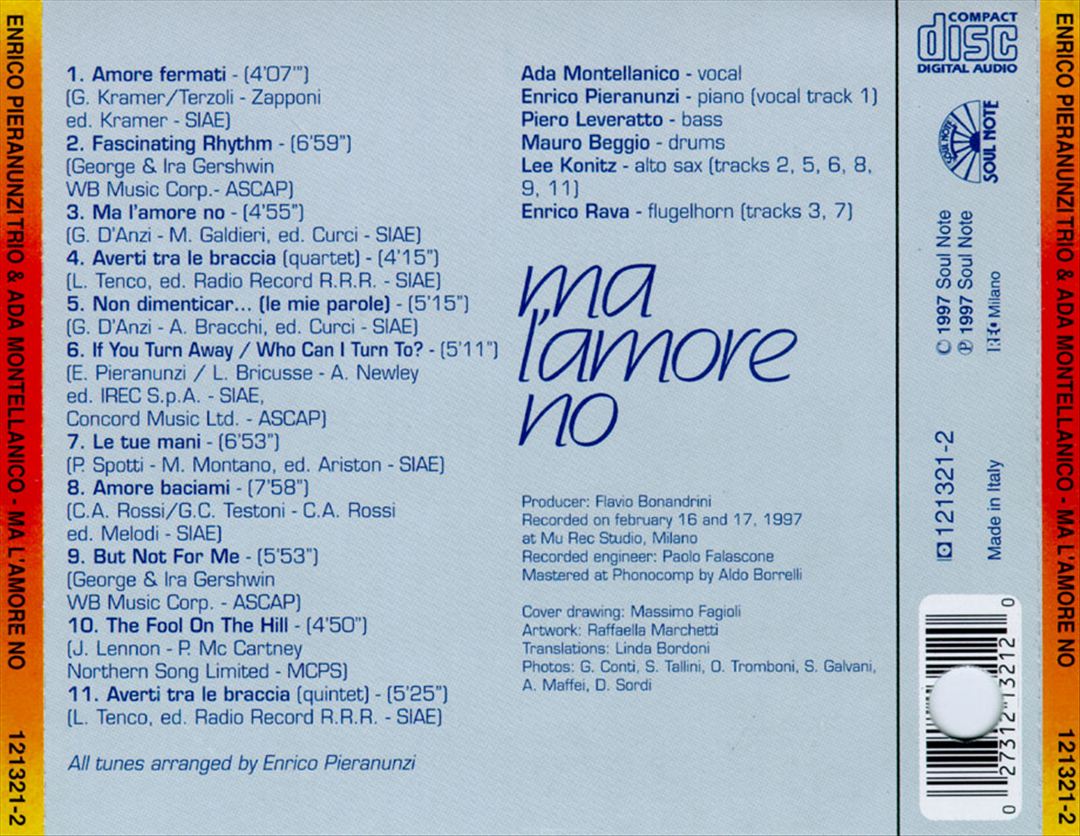 ENRICO PIERANUNZI TRIO & ADA MONTELLANICO - MA L'AMORE NO
121321-2
1. Amore fermati - (4'07'")
(G. Kramer/Terzoli - Zapponi
ed. Kramer - SIAE)
2. Fascinating Rhythm - (6'59")
(George & Ira Gershwin
WB Music Corp.- ASCAP)
3. Ma l'amore no - (4'55")
(G. D'Anzi - M. Galdieri, ed. Curci - SIAE)
4. Averti tra le braccia (quartet) - (4'15")
(L. Tenco, ed. Radio Record R.R.R. - SIAE)
5. Non dimenticar... (le mie parole) - (5'15")
(G. D'Anzi - A. Bracchi, ed. Curci - SIAE)
6. If You Turn Away / Who Can I Turn To? - (5'11")
(E. Pieranunzi / L. Bricusse - A. Newley
ed. IREC S.p.A. - SIAE,
Concord Music Ltd. - ASCAP)
7. Le tue mani - (6'53")
(P. Spotti - M. Montano, ed. Ariston - SIAE)
8. Amore baciami - (7'58")
(C.A. Rossi/G.C. Testoni - C.A. Rossi
ed. Melodi - SIAE)
9. But Not For Me - (5'53")
(George & Ira Gershwin
WB Music Corp. - ASCAP)
10. The Fool On The Hill - (4'50")
(J. Lennon - P. Mc Cartney
Northern Song Limited - MCPS)
11. Averti tra le braccia (quintet) - (5'25")
(L. Tenco, ed. Radio Record R.R.R. - SIAE)
All tunes arranged by Enrico Pieranunzi
Ada Montellanico - vocal
Enrico Pieranunzi - piano (vocal track 1)
Piero Leveratto - bass
Mauro Beggio - drums
Lee Konitz - alto sax (tracks 2, 5, 6, 8,
9, 11)
Enrico Rava - flugelhorn (tracks 3, 7)
ma
l'amore
no
Producer: Flavio Bonandrini
Recorded on february 16 and 17, 1997
at Mu Rec Studio, Milano
Recorded engineer: Paolo Falascone
Mastered at Phonocomp by Aldo Borrelli
Cover drawing: Massimo Fagioli
Artwork: Raffaella Marchetti
Translations: Linda Bordoni
Photos: G. Conti, S. Tallini, O. Tromboni, S. Galvani,
A. Maffei, D. Sordi
COMPACT
disc
DIGITAL AUDIO
SOUL NOTE
SOUL NOTE
© 1997 Soul Note
℗ 1997 Soul Note
Milano
121321-2
Made in Italy
0 27312"13212 0
ENRICO PIERANUNZI TRIO & ADA MONTELLANICO - MA L'AMORE NO
121321-2